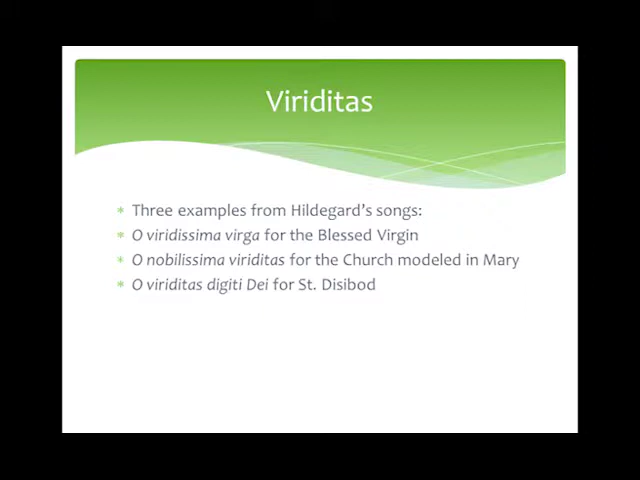 Viriditas
* Three examples from Hildegard's songs:
* O viridissima virga for the Blessed Virgin
* O nobilissima viriditas for the Church modeled in Mary
* O viriditas digiti Dei for St. Disibod